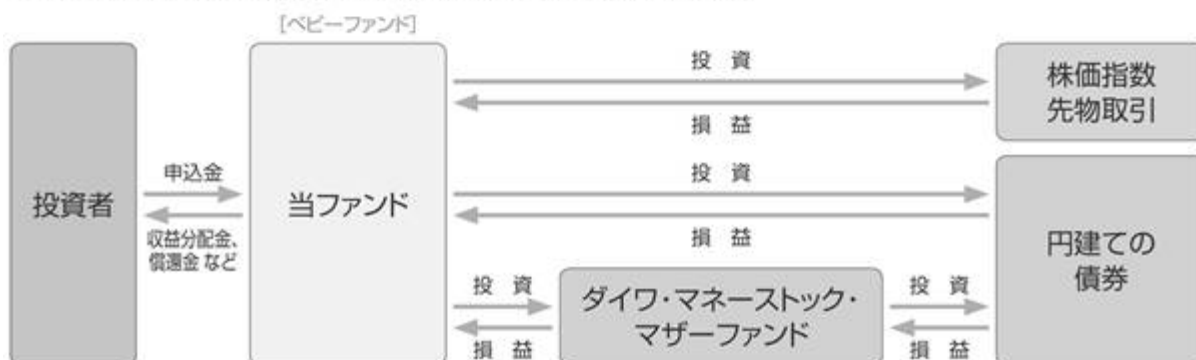 [ベビーファンド]
投資者
申込金
収益分配金、
償還金 など
当ファンド
投 資
損 益
株価指数
先物取引
投 資
損 益
円建ての
債券
投 資
損 益
ダイワ・マネーストック・
マザーファンド
投 資
損 益